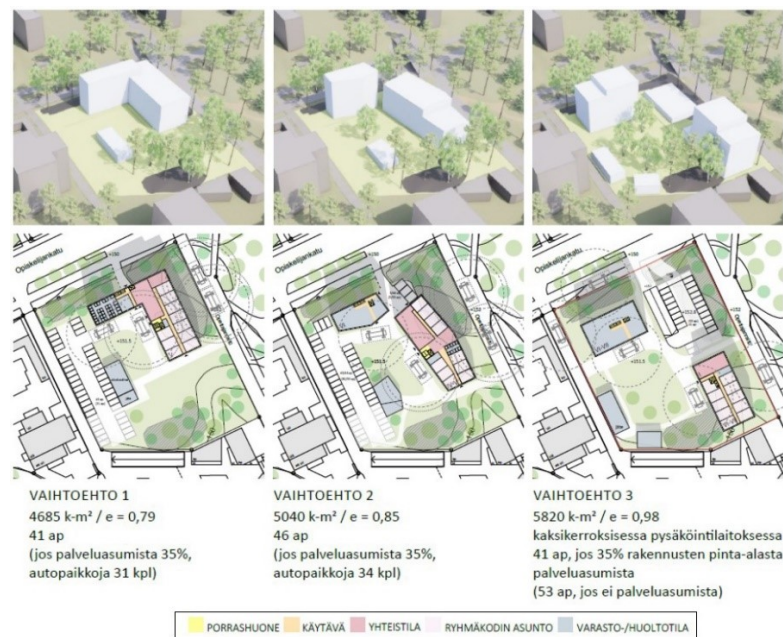 Opiskelijankatu
Opiskelijankatu
Opiskelijankatu
VAIHTOEHTO 1
4685 k-m² / e = 0,79
41 ap
(jos palveluasumista 35%,
autopaikkoja 31 kpl)
VAIHTOEHTO 2
5040 k-m² / e = 0,85
46 ap
(jos palveluasumista 35%,
autopaikkoja 34 kpl)
VAIHTOEHTO 3
5820 k-m² / e = 0,98
kaksikerroksisessa pysäköintilaitoksessa
41 ap, jos 35% rakennusten pinta-alasta
palveluasumista
(53 ap, jos ei palveluasumista)
PORRASHUONE KÄYTÄVÄ YHTEISTILA RYHMÄKODIN ASUNTO VARASTO-/HUOLTOTILA